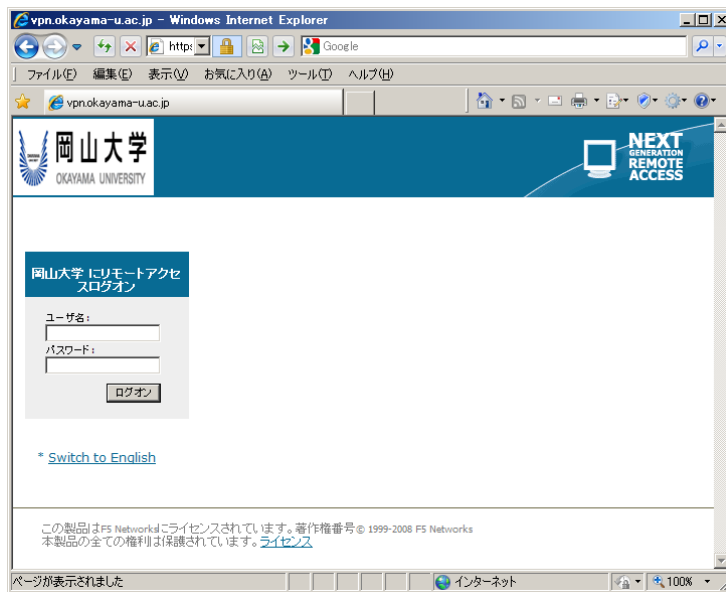 vpn.okayama-u.ac.jp - Windows Internet Explorer
https
Google
ファイル(F) 編集(E) 表示(V) お気に入り(A) ツール(T) ヘルプ(H)
vpn.okayama-u.ac.jp
岡山大学
OKAYAMA UNIVERSITY
NEXT
GENERATION
REMOTE
ACCESS
岡山大学 にリモートアクセ
スログオン
ユーザ名:
パスワード:
ログオン
* Switch to English
この製品はF5 Networksにライセンスされています。著作権番号© 1999-2008 F5 Networks
本製品の全ての権利は保護されています。ライセンス
ページが表示されました
インターネット
100%